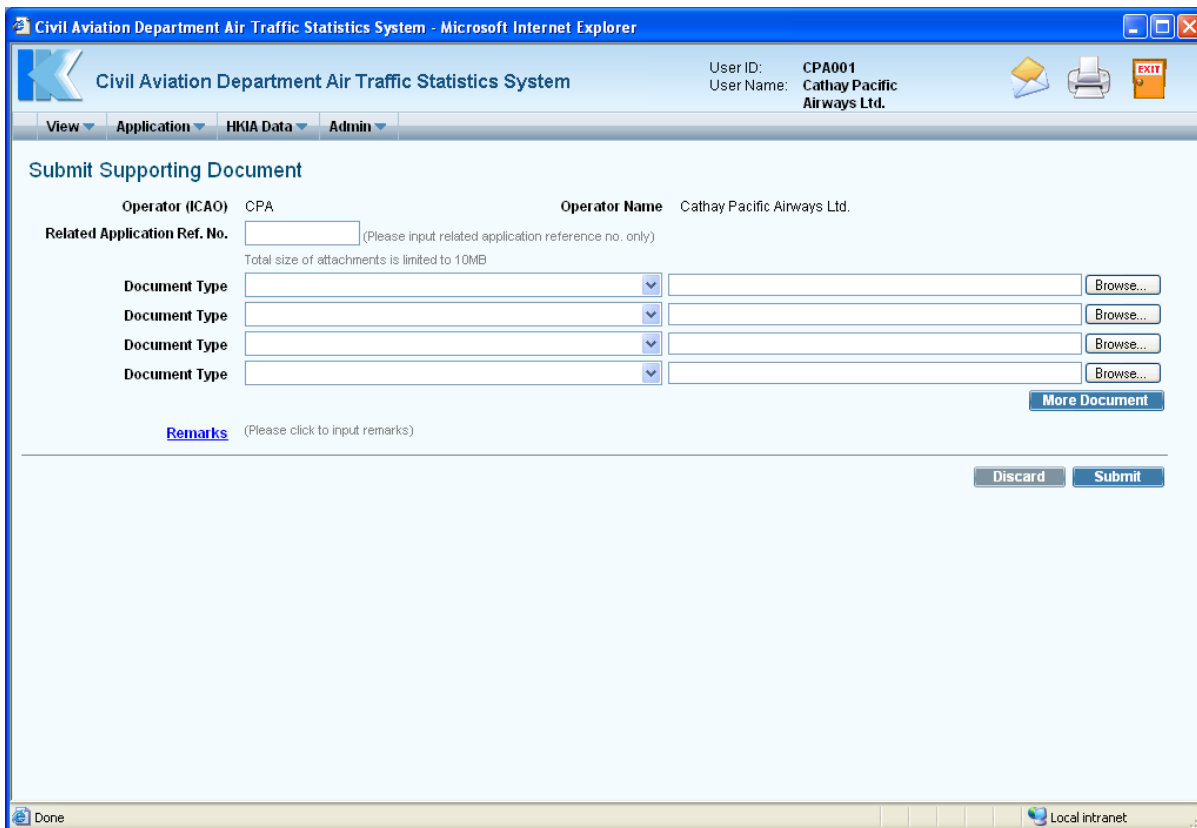 Civil Aviation Department Air Traffic Statistics System - Microsoft Internet Explorer
Civil Aviation Department Air Traffic Statistics System
User ID: CPA001
User Name: Cathay Pacific Airways Ltd.
EXIT
View Application HKIA Data Admin
Submit Supporting Document
Operator (ICAO) CPA Operator Name Cathay Pacific Airways Ltd.
Related Application Ref. No. (Please input related application reference no. only)
Total size of attachments is limited to 10MB
Document Type Browse...
Document Type Browse...
Document Type Browse...
Document Type Browse...
More Document
Remarks (Please click to input remarks)
Discard Submit
Done Local intranet